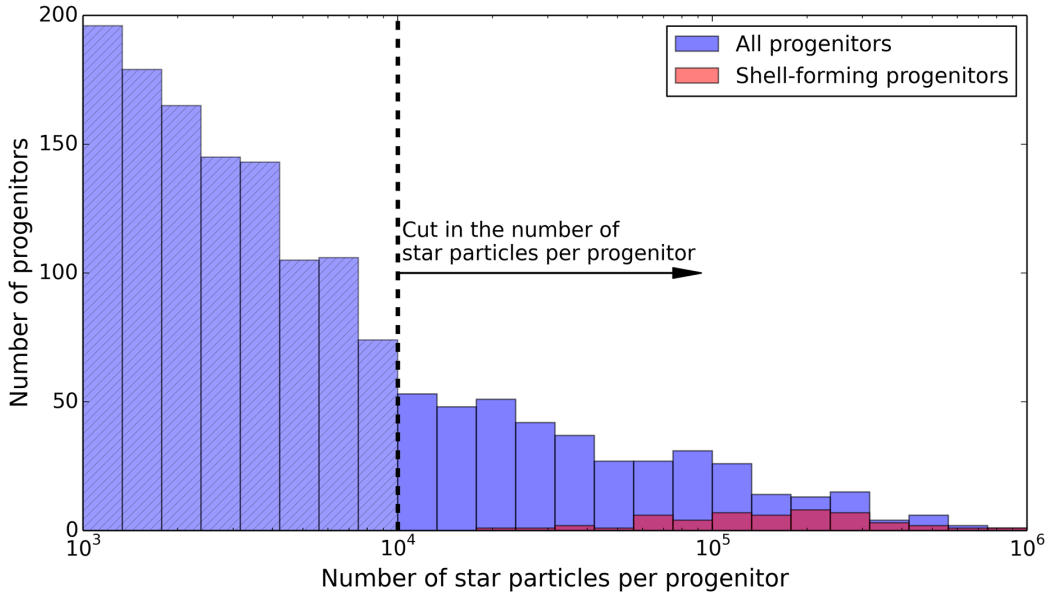 200
150
100
50
0
Number of progenitors
All progenitors
Shell-forming progenitors
Cut in the number of
star particles per progenitor
10³ 10⁴ 10⁵ 10⁶
Number of star particles per progenitor